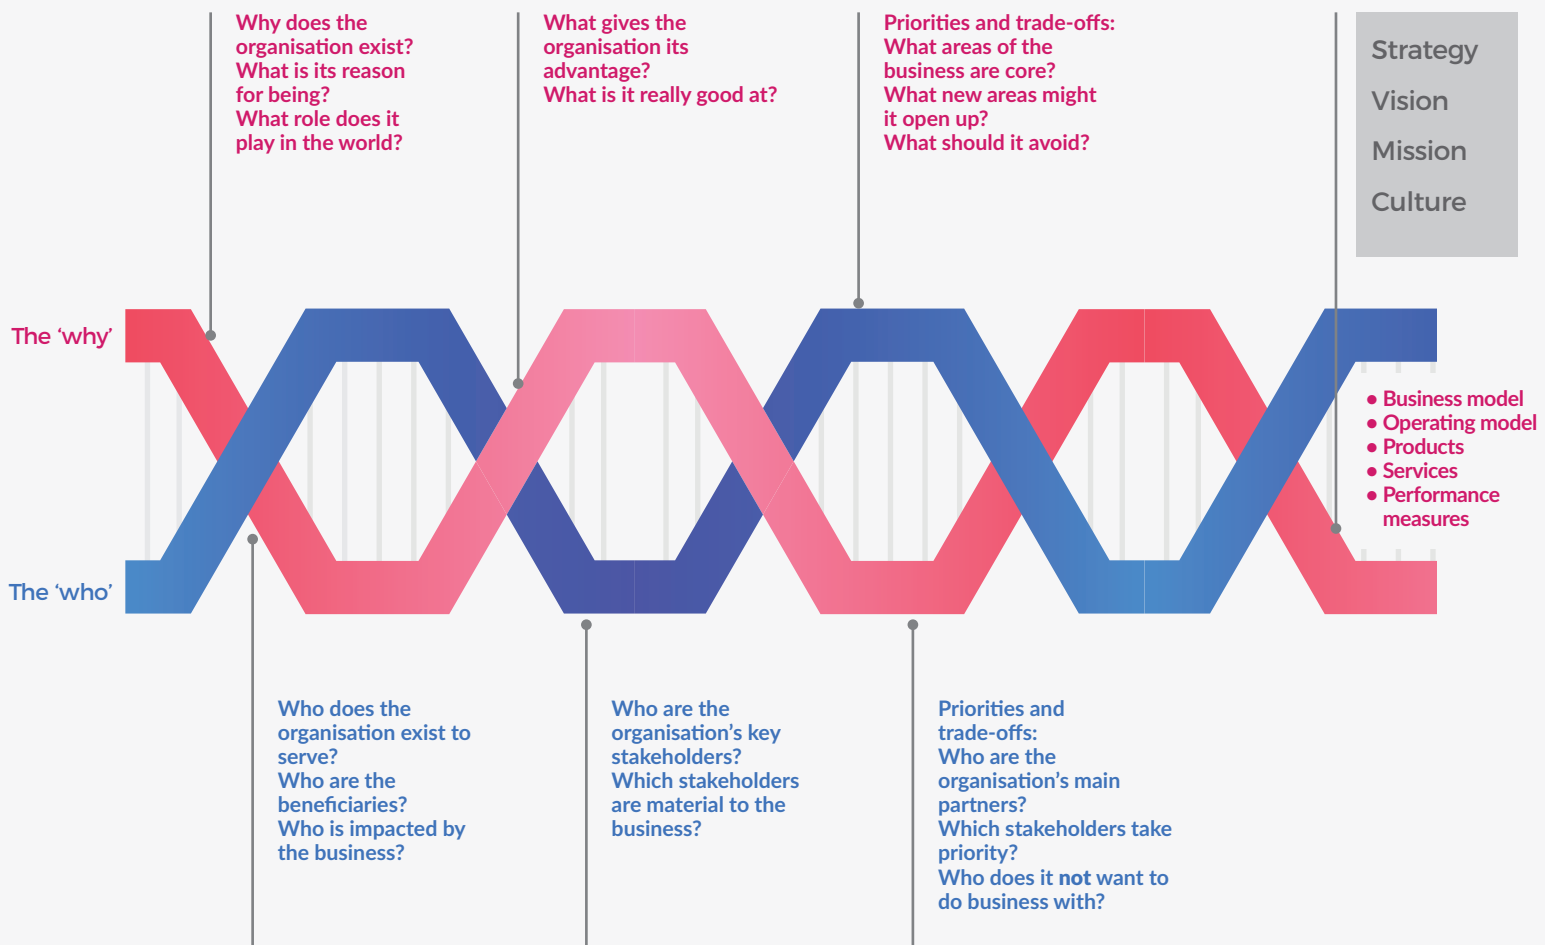 Why does the
organisation exist?
What is its reason
for being?
What role does it
play in the world?
What gives the
organisation its
advantage?
What is it really good at?
Priorities and trade-offs:
What areas of the
business are core?
What new areas might
it open up?
What should it avoid?
Strategy
Vision
Mission
Culture
The ‘why’
• Business model
• Operating model
• Products
• Services
• Performance
measures
The ‘who’
Who does the
organisation exist to
serve?
Who are the
beneficiaries?
Who is impacted by
the business?
Who are the
organisation’s key
stakeholders?
Which stakeholders
are material to the
business?
Priorities and
trade-offs:
Who are the
organisation’s main
partners?
Which stakeholders take
priority?
Who does it not want to
do business with?